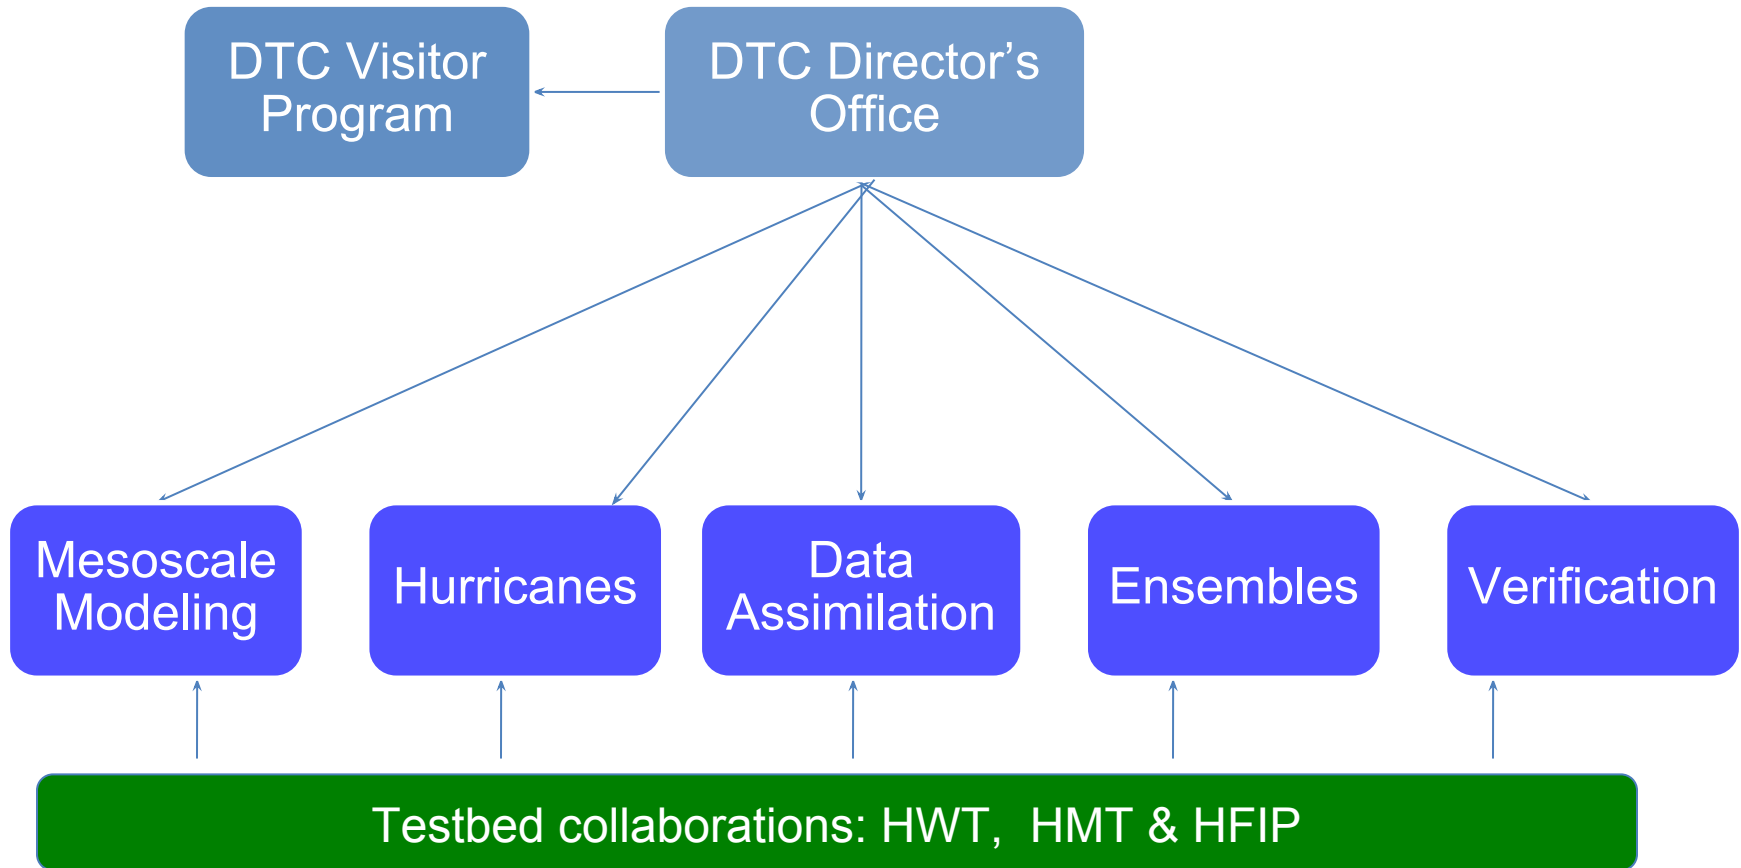 DTC Visitor
Program
DTC Director’s
Office
Mesoscale
Modeling
Hurricanes
Data
Assimilation
Ensembles
Verification
Testbed collaborations: HWT,  HMT & HFIP